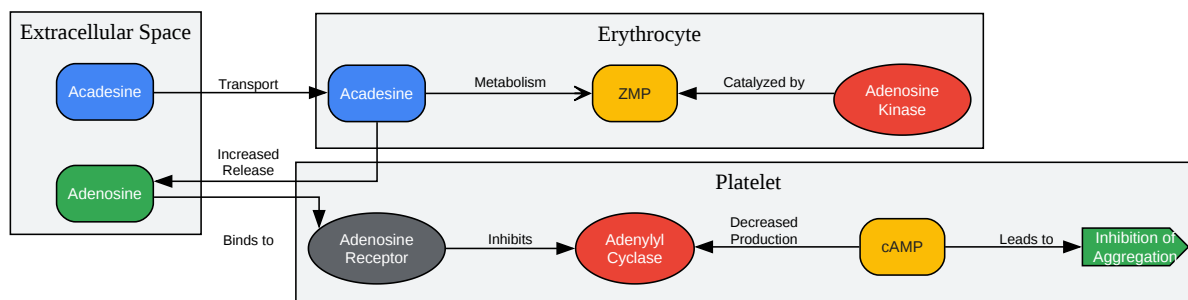 Extracellular Space
Erythrocyte
Acadesine
Transport
Acadesine
Metabolism
ZMP
Catalyzed by
Adenosine
Kinase
Increased
Release
Adenosine
Platelet
Binds to
Adenosine
Receptor
Inhibits
Adenylyl
Cyclase
Decreased
Production
cAMP
Leads to
Inhibition of
Aggregation